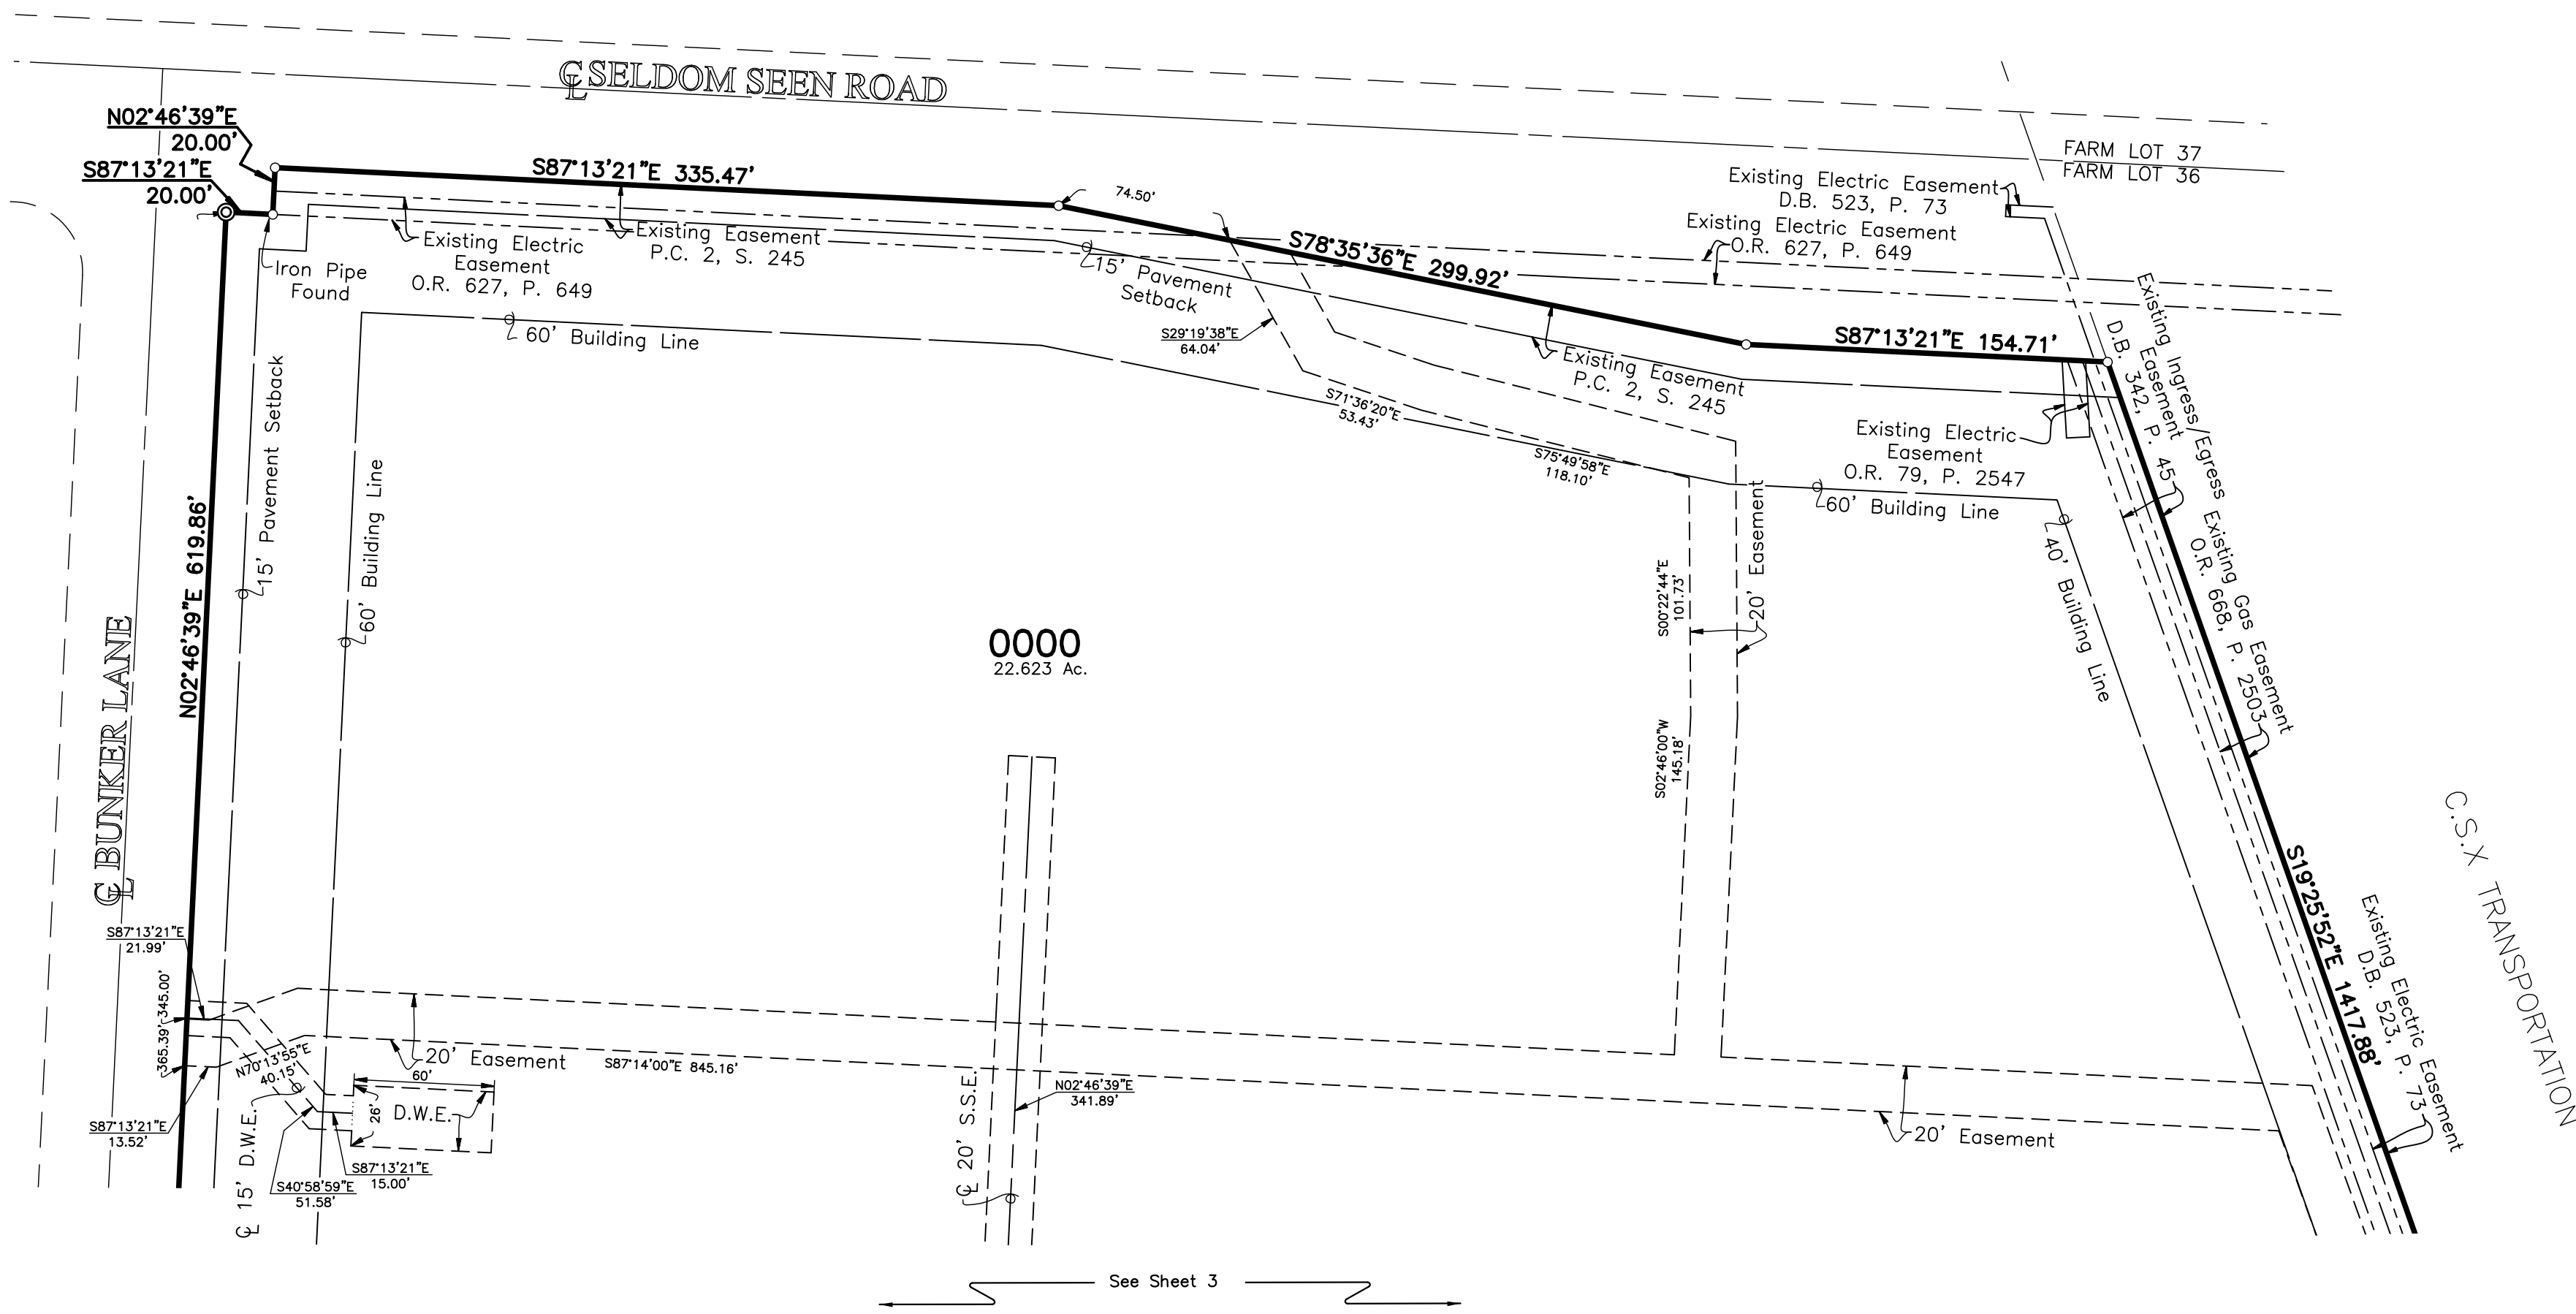 ℄ SELDOM SEEN ROAD
N02°46'39"E
20.00'
S87°13'21"E
20.00'
S87°13'21"E 335.47'
74.50'
FARM LOT 37
FARM LOT 36
Existing Electric Easement
D.B. 523, P. 73
Existing Electric Easement
O.R. 627, P. 649
Existing Electric
Easement
O.R. 627, P. 649
Existing Easement
P.C. 2, S. 245
Iron Pipe
Found
15' Pavement
Setback
S78°35'36"E 299.92'
S29°19'38"E
64.04'
60' Building Line
S87°13'21"E 154.71'
Existing Easement
P.C. 2, S. 245
S71°36'20"E
53.43'
S75°49'58"E
118.10'
Existing Electric
Easement
O.R. 79, P. 2547
60' Building Line
Existing Ingress/Egress
Easement
D.B. 342, P. 45
Existing Gas Easement
O.R. 668, P. 2503
40' Building Line
15' Pavement Setback
60' Building Line
N02°46'39"E 619.86'
℄ BUNKER LANE
0000
22.623 Ac.
20' Easement
S00°22'44"E
101.73'
S02°46'00"W
145.18'
S19°25'52"E 1417.88'
C.S.X TRANSPORTATION
Existing Electric Easement
D.B. 523, P. 73
S87°13'21"E
21.99'
345.00'
365.39'
N70°13'55"E
40.15'
20' Easement
S87°14'00"E 845.16'
60'
26'
D.W.E.
S87°13'21"E
13.52'
℄ 15' D.W.E.
S40°58'59"E
51.58'
S87°13'21"E
15.00'
℄ 20' S.S.E.
N02°46'39"E
341.89'
20' Easement
See Sheet 3